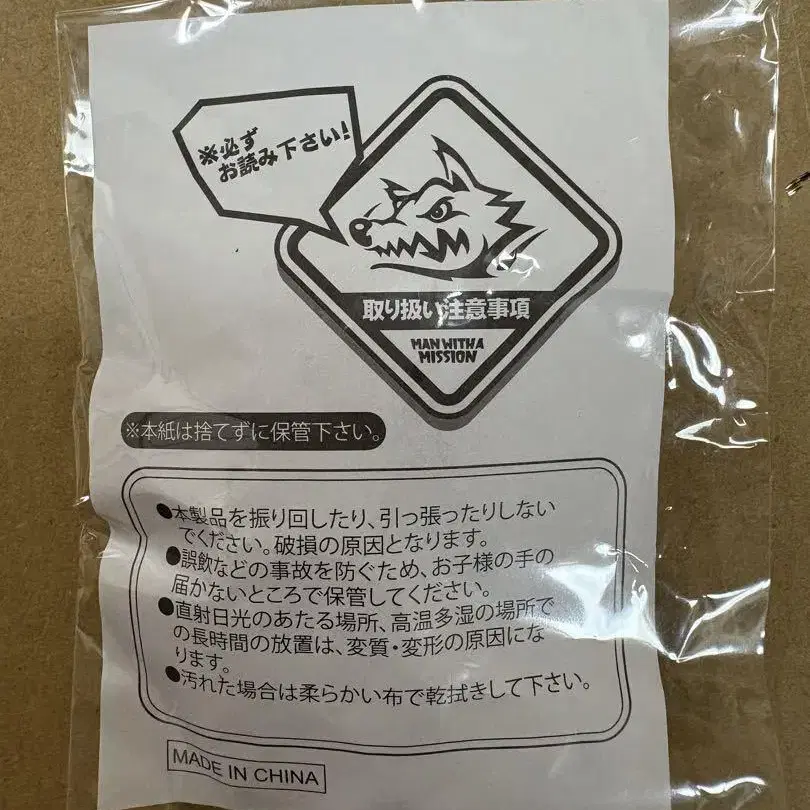 ※必ず
お読み下さい!
取り扱い注意事項
MAN WITH A
MISSION
※本紙は捨てずに保管下さい。
●本製品を振り回したり、引っ張ったりしない
でください。破損の原因となります。
●誤飲などの事故を防ぐため、お子様の手の
届かないところで保管してください。
●直射日光のあたる場所、高温多湿の場所で
の長時間の放置は、変質・変形の原因にな
ります。
●汚れた場合は柔らかい布で乾拭きして下さい。
MADE IN CHINA